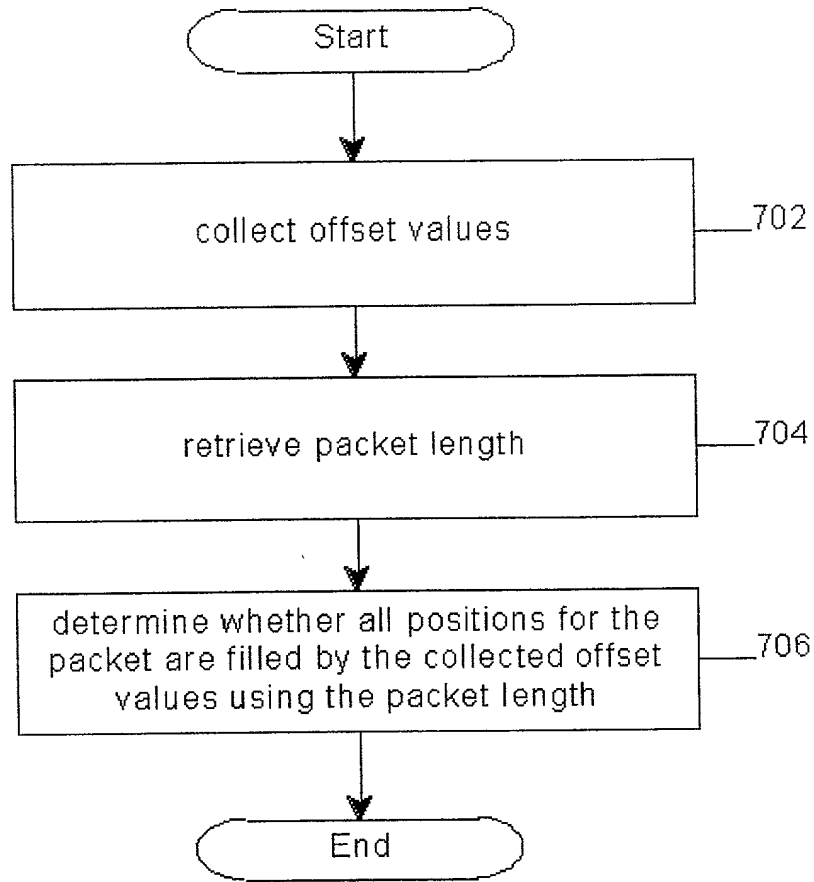 Start
collect offset values
702
retrieve packet length
704
determine whether all positions for the
packet are filled by the collected offset
values using the packet length
706
End